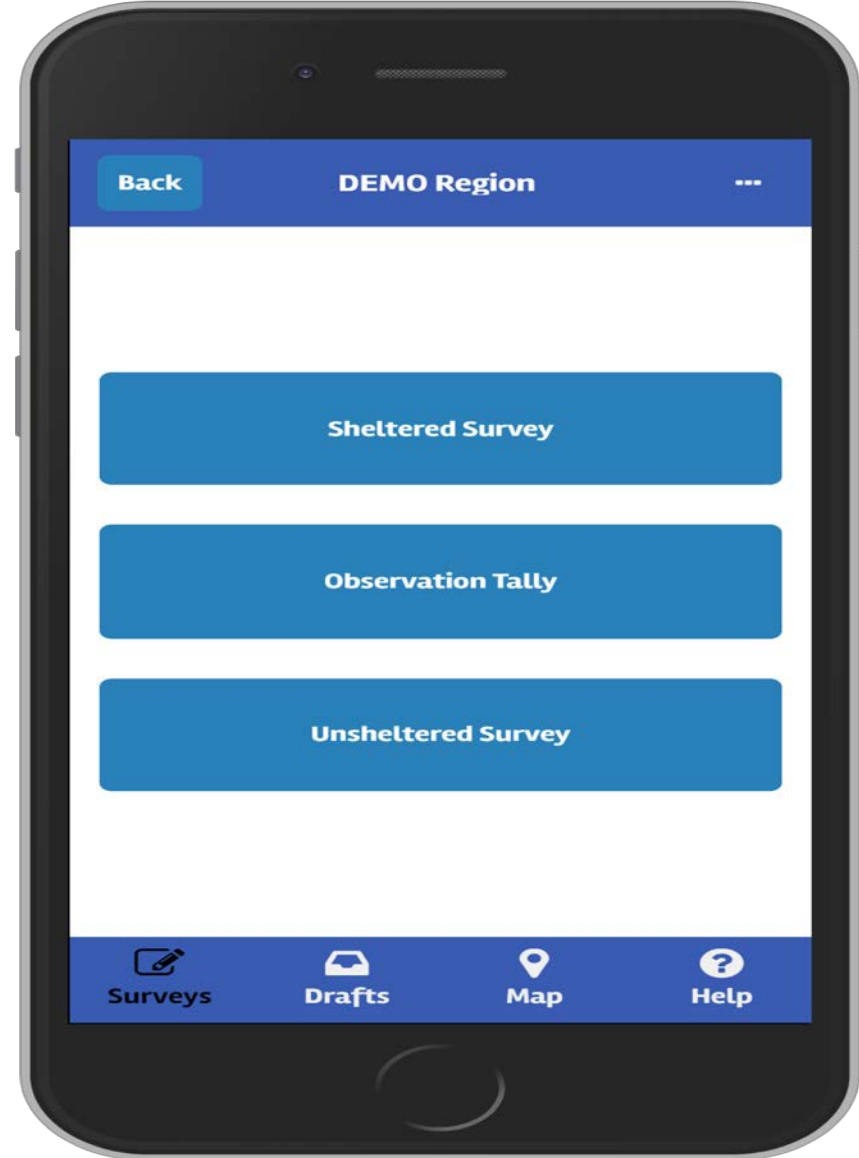 Back DEMO Region ...
Sheltered Survey
Observation Tally
Unsheltered Survey
Surveys Drafts Map Help